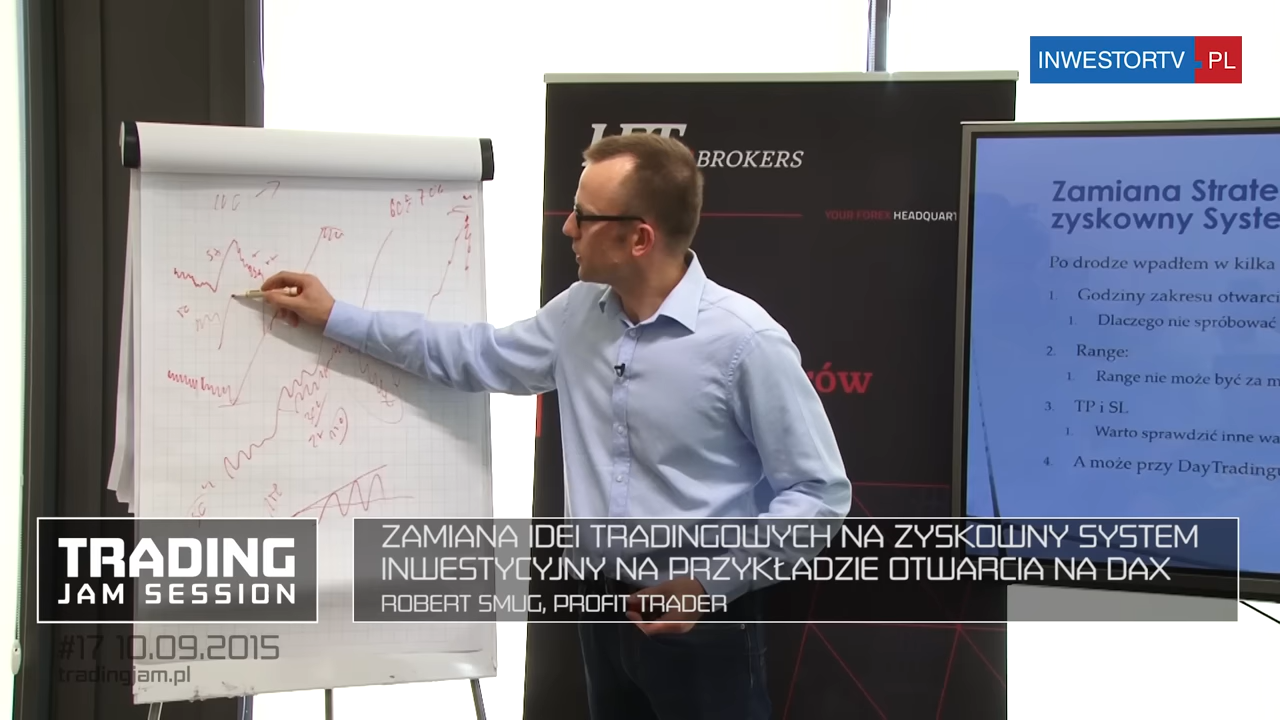 INWESTORTV.PL
BROKERS
YOUR FOREX HEADQUART
ów
Zamiana Strate
zyskowny Syste
Po drodze wpadłem w kilka
1. Godziny zakresu otwarci
1. Dlaczego nie spróbować
2. Range:
1. Range nie może być za m
3. TP i SL
1. Warto sprawdzić inne wa
4. A może przy DayTrading
TRADING
JAM SESSION
ZAMIANA IDEI TRADINGOWYCH NA ZYSKOWNY SYSTEM
INWESTYCYJNY NA PRZYKŁADZIE OTWARCIA NA DAX
ROBERT SMUG, PROFIT TRADER
#17 10.09.2015
tradingjam.pl